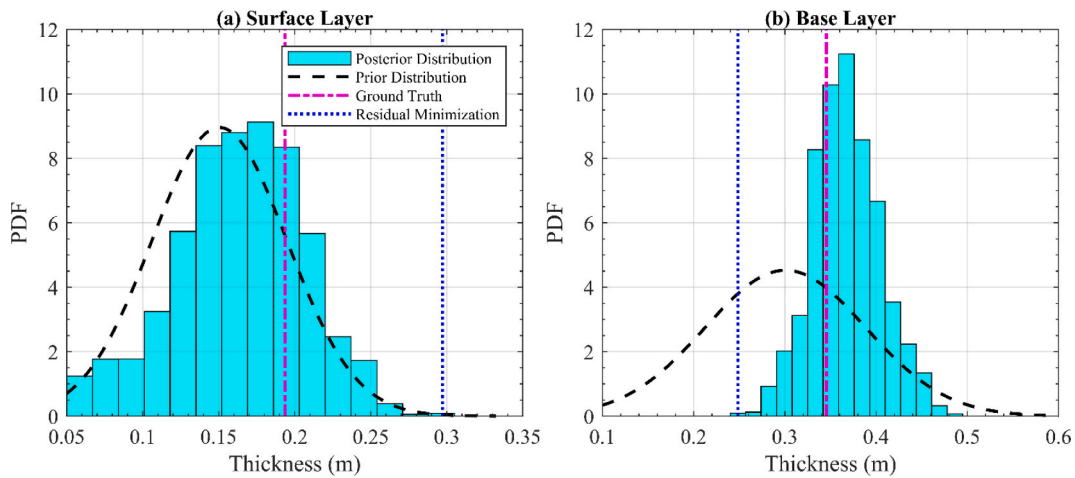 (a) Surface Layer
(b) Base Layer
12
10
8
6
4
2
0
PDF
0.05
0.1
0.15
0.2
0.25
0.3
0.35
Thickness (m)
Posterior Distribution
Prior Distribution
Ground Truth
Residual Minimization
12
10
8
6
4
2
0
PDF
0.1
0.2
0.3
0.4
0.5
0.6
Thickness (m)